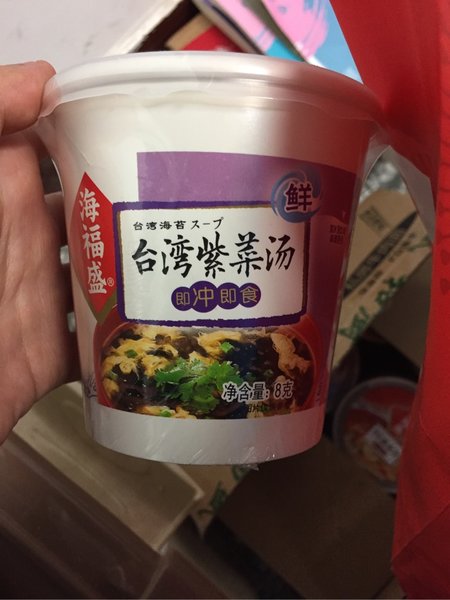 鲜
海福盛®
台湾海苔スープ
台湾紫菜汤
即冲即食
净含量：8克